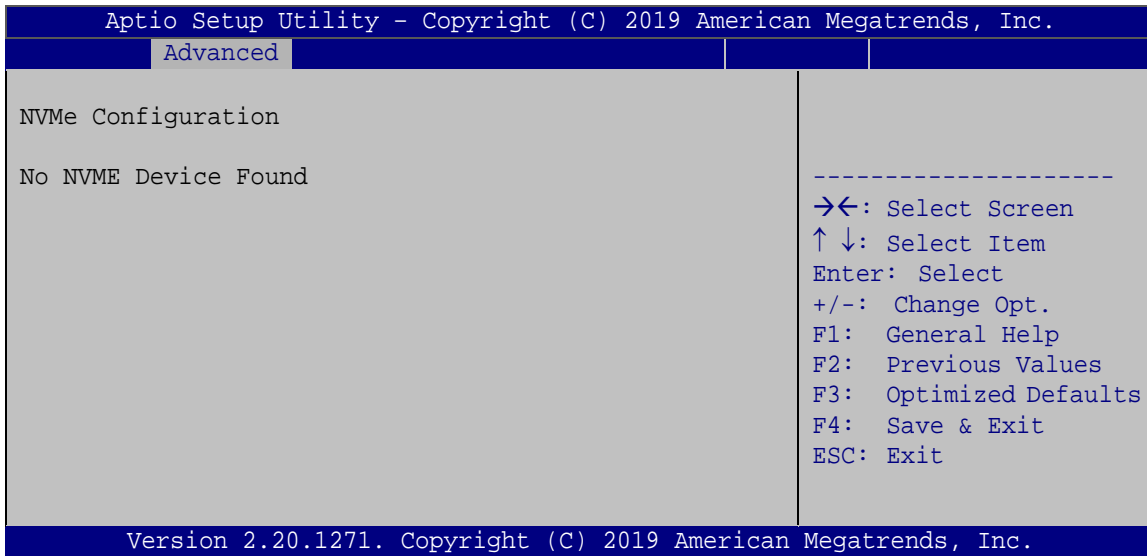 Aptio Setup Utility – Copyright (C) 2019 American Megatrends, Inc.
Advanced
NVMe Configuration
No NVME Device Found
---------------------
→←: Select Screen
↑ ↓: Select Item
Enter: Select
+/-: Change Opt.
F1: General Help
F2: Previous Values
F3: Optimized Defaults
F4: Save & Exit
ESC: Exit
Version 2.20.1271. Copyright (C) 2019 American Megatrends, Inc.